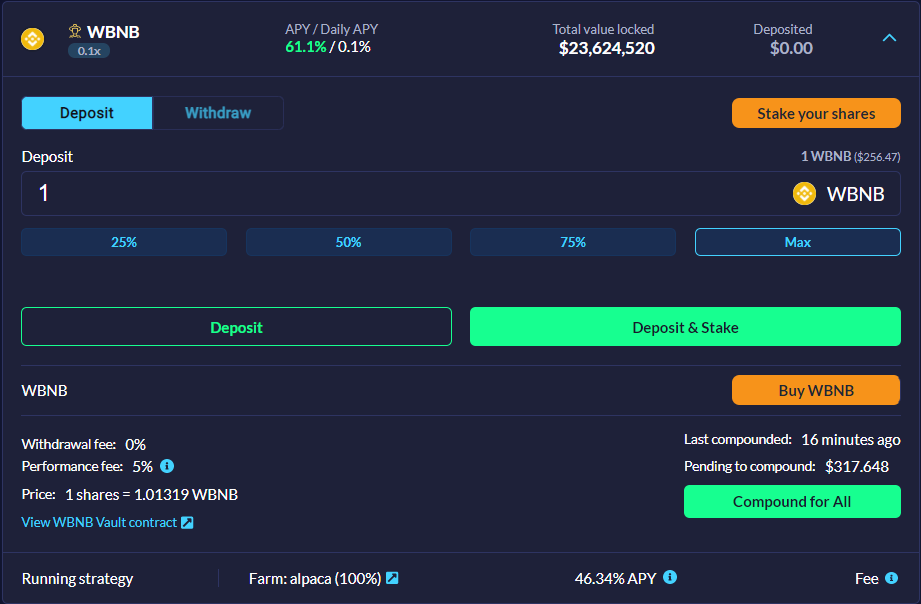 WBNB
0.1x
APY / Daily APY
61.1% / 0.1%
Total value locked
$23,624,520
Deposited
$0.00
Deposit
Withdraw
Stake your shares
Deposit
1 WBNB ($256.47)
1
WBNB
25%
50%
75%
Max
Deposit
Deposit & Stake
WBNB
Buy WBNB
Withdrawal fee: 0%
Performance fee: 5%
Price: 1 shares = 1.01319 WBNB
View WBNB Vault contract
Last compounded: 16 minutes ago
Pending to compound: $317.648
Compound for All
Running strategy
Farm: alpaca (100%)
46.34% APY
Fee